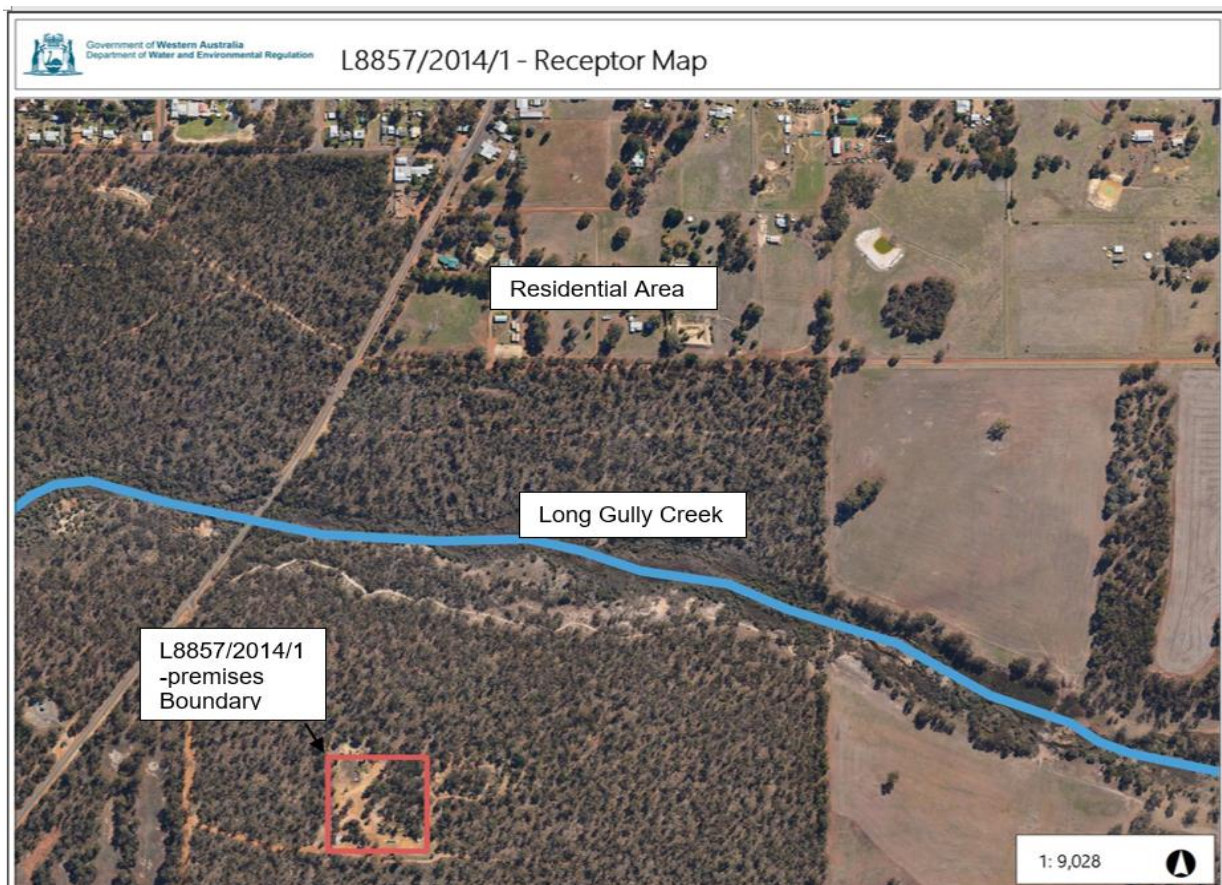 Government of Western Australia
Department of Water and Environmental Regulation
L8857/2014/1 - Receptor Map
Residential Area
Long Gully Creek
L8857/2014/1
-premises
Boundary
1: 9,028